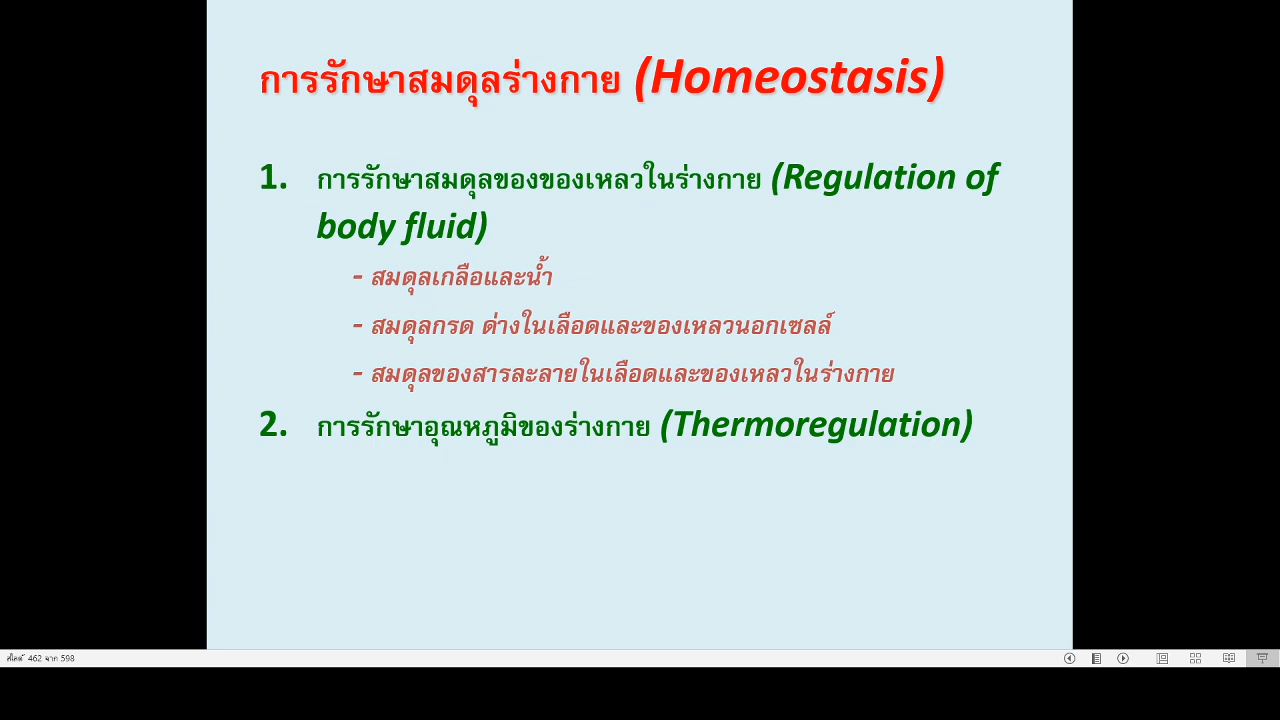 การรักษาสมดุลร่างกาย (Homeostasis)
1. การรักษาสมดุลของของเหลวในร่างกาย (Regulation of
body fluid)
- สมดุลเกลือและน้ำ
- สมดุลกรด ด่างในเลือดและของเหลวนอกเซลล์
- สมดุลของสารละลายในเลือดและของเหลวในร่างกาย
2. การรักษาอุณหภูมิของร่างกาย (Thermoregulation)
สไลด์ 462 จาก 598